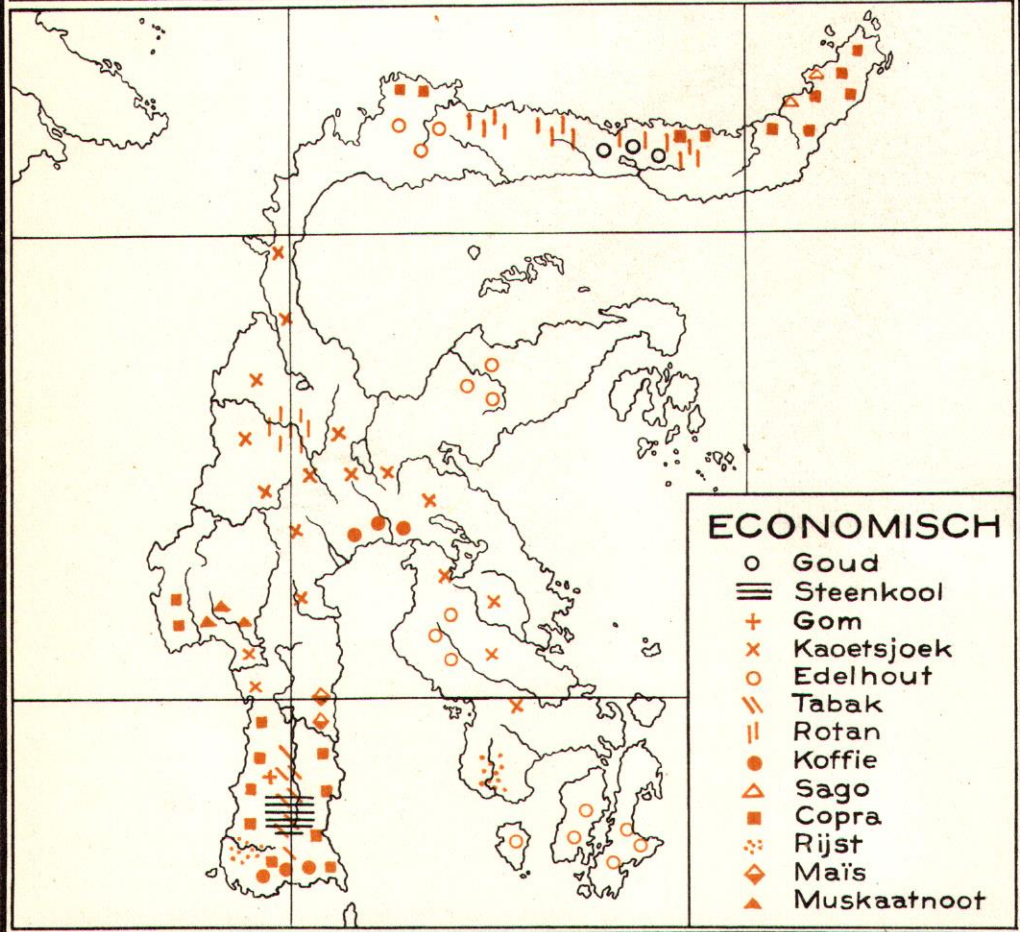 ECONOMISCH
Goud
Steenkool
Gom
Kaoetsjoek
Edelhout
Tabak
Rotan
Koffie
Sago
Copra
Rijst
Maïs
Muskaatnoot